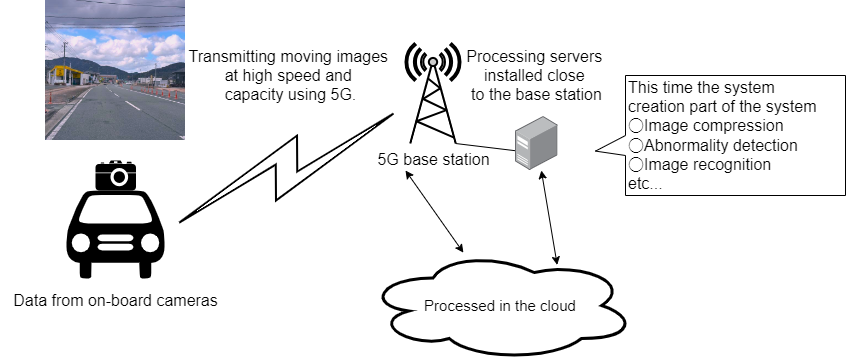 Transmitting moving images
at high speed and
capacity using 5G.
Processing servers
installed close
to the base station
This time the system
creation part of the system
○Image compression
○Abnormality detection
○Image recognition
etc...
5G base station
Data from on-board cameras
Processed in the cloud